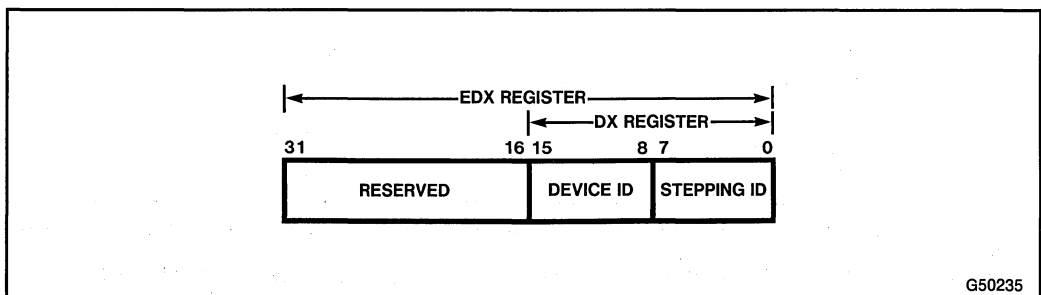 EDX REGISTER
DX REGISTER
31 16 15 8 7 0
RESERVED DEVICE ID STEPPING ID
G50235